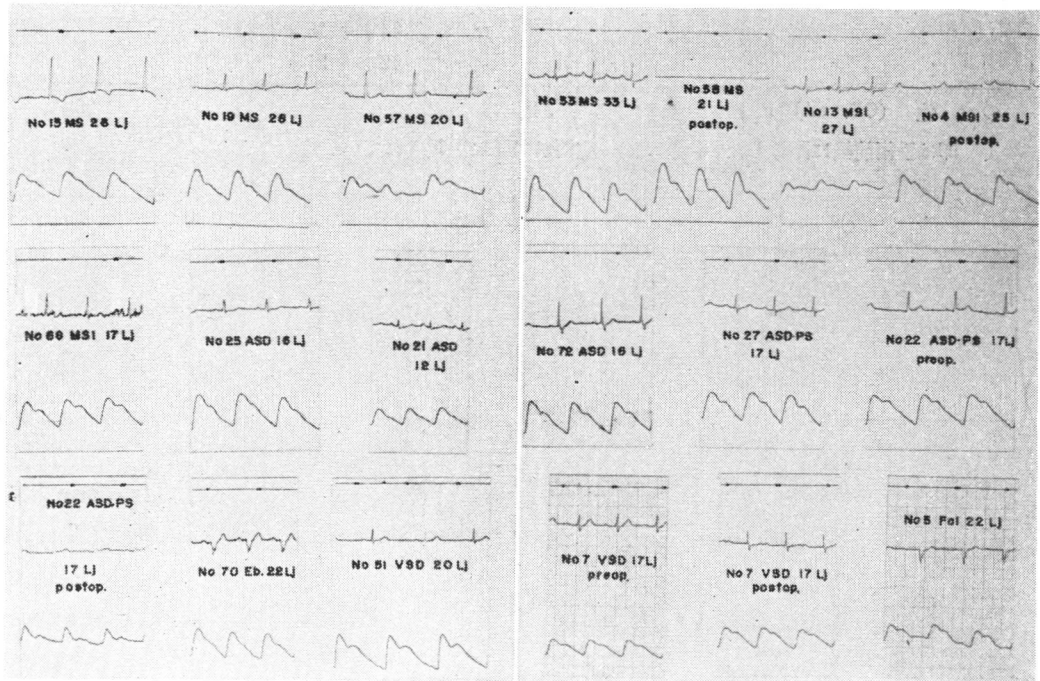 No 15 MS 26 Lj
No 19 MS 26 Lj
No 57 MS 20 Lj
No 53 MS 33 Lj
No 58 MS
21 Lj
postop.
No 13 MSI
27 Lj
No 4 MSI 25 Lj
postop.
No 68 MSI 17 Lj
No 25 ASD 16 Lj
No 21 ASD
12 Lj
No 72 ASD 16 Lj
No 27 ASD-PS
17 Lj
No 22 ASD-PS 17 Lj
preop.
No 22 ASD-PS
17 Lj
postop.
No 70 Eb. 22 Lj
No 51 VSD 20 Lj
No 7 VSD 17 Lj
preop.
No 7 VSD 17 Lj
postop.
No 5 Fal 22 Lj